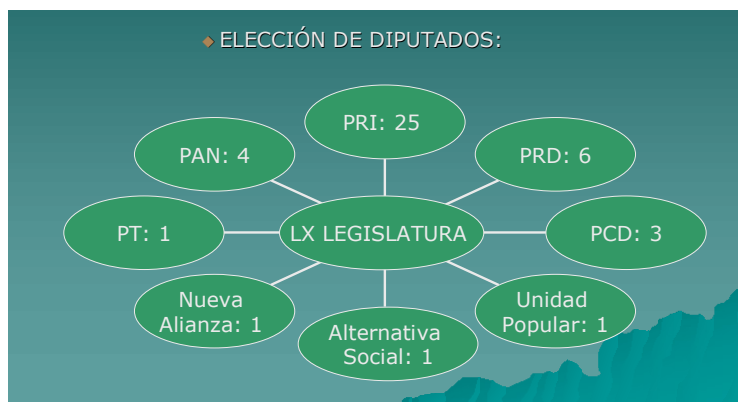 ELECCIÓN DE DIPUTADOS:
PRI: 25
PAN: 4
PRD: 6
PT: 1
LX LEGISLATURA
PCD: 3
Nueva
Alianza: 1
Alternativa
Social: 1
Unidad
Popular: 1